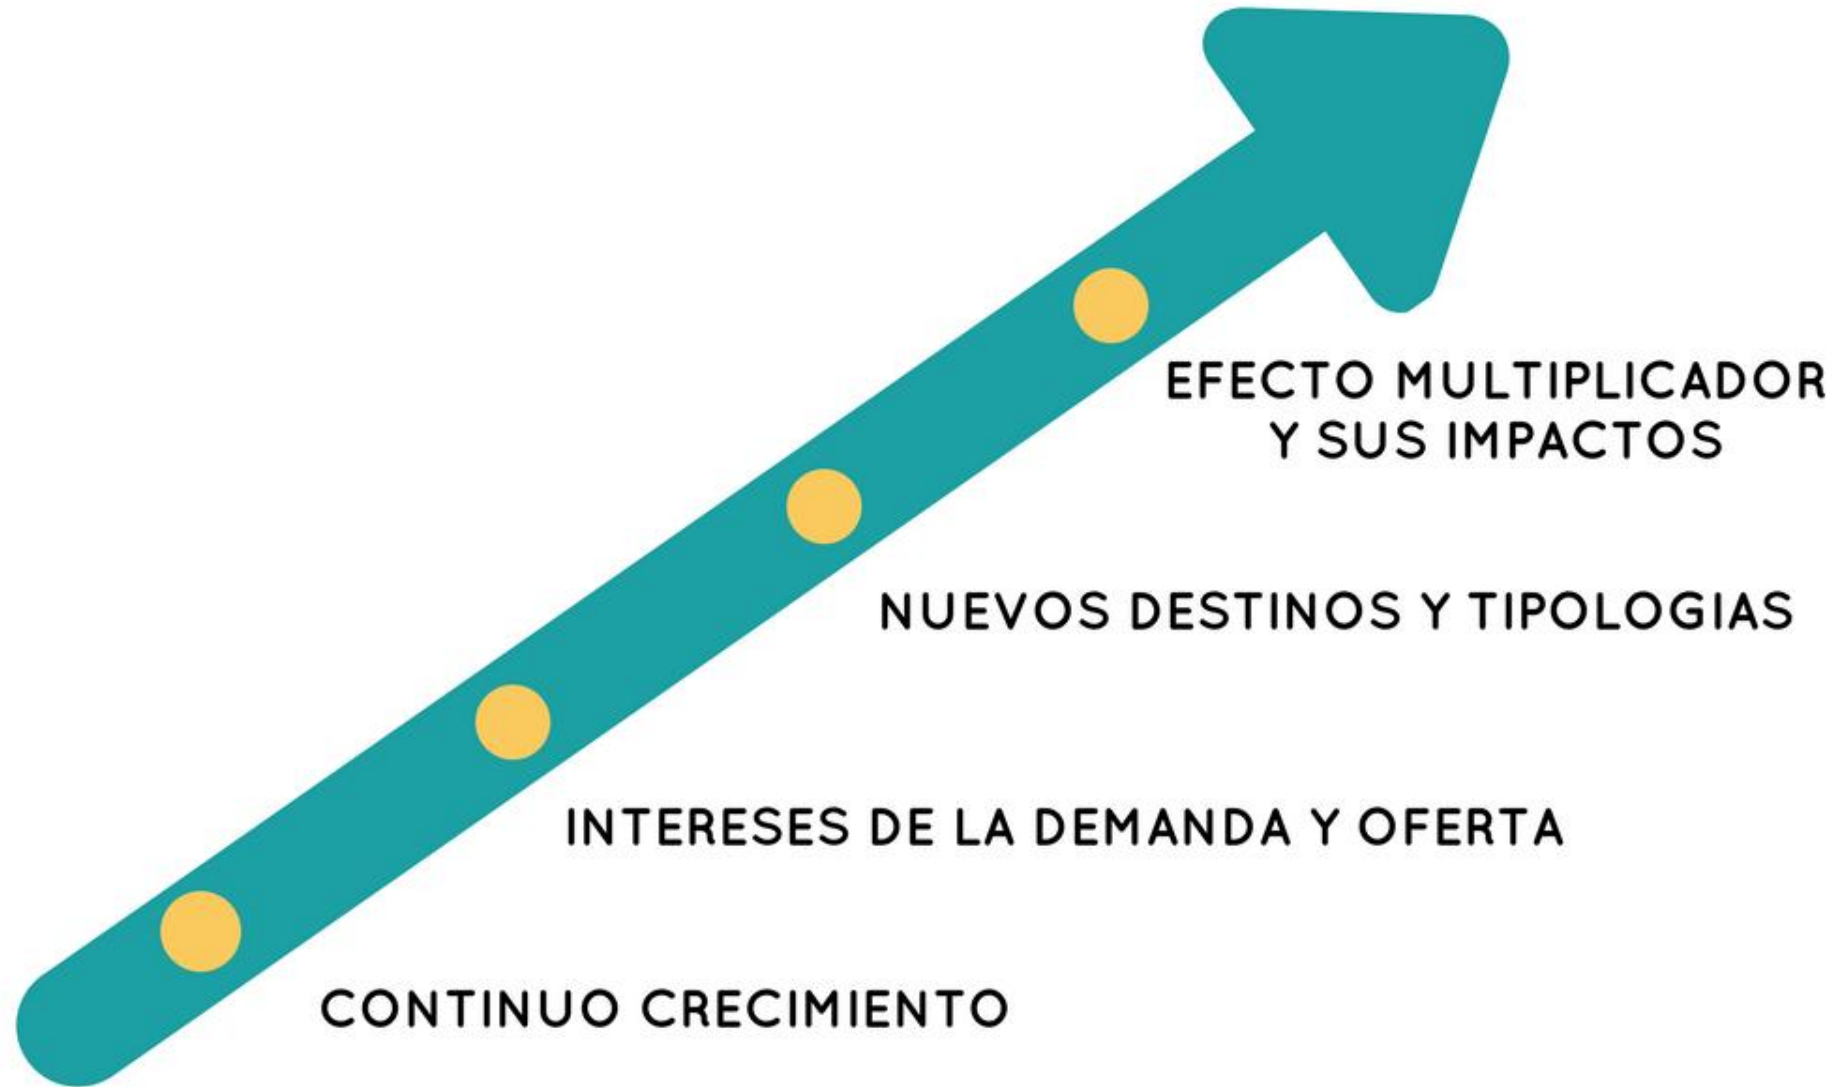 EFECTO MULTIPLICADOR
Y SUS IMPACTOS
NUEVOS DESTINOS Y TIPOLOGIAS
INTERESES DE LA DEMANDA Y OFERTA
CONTINUO CRECIMIENTO